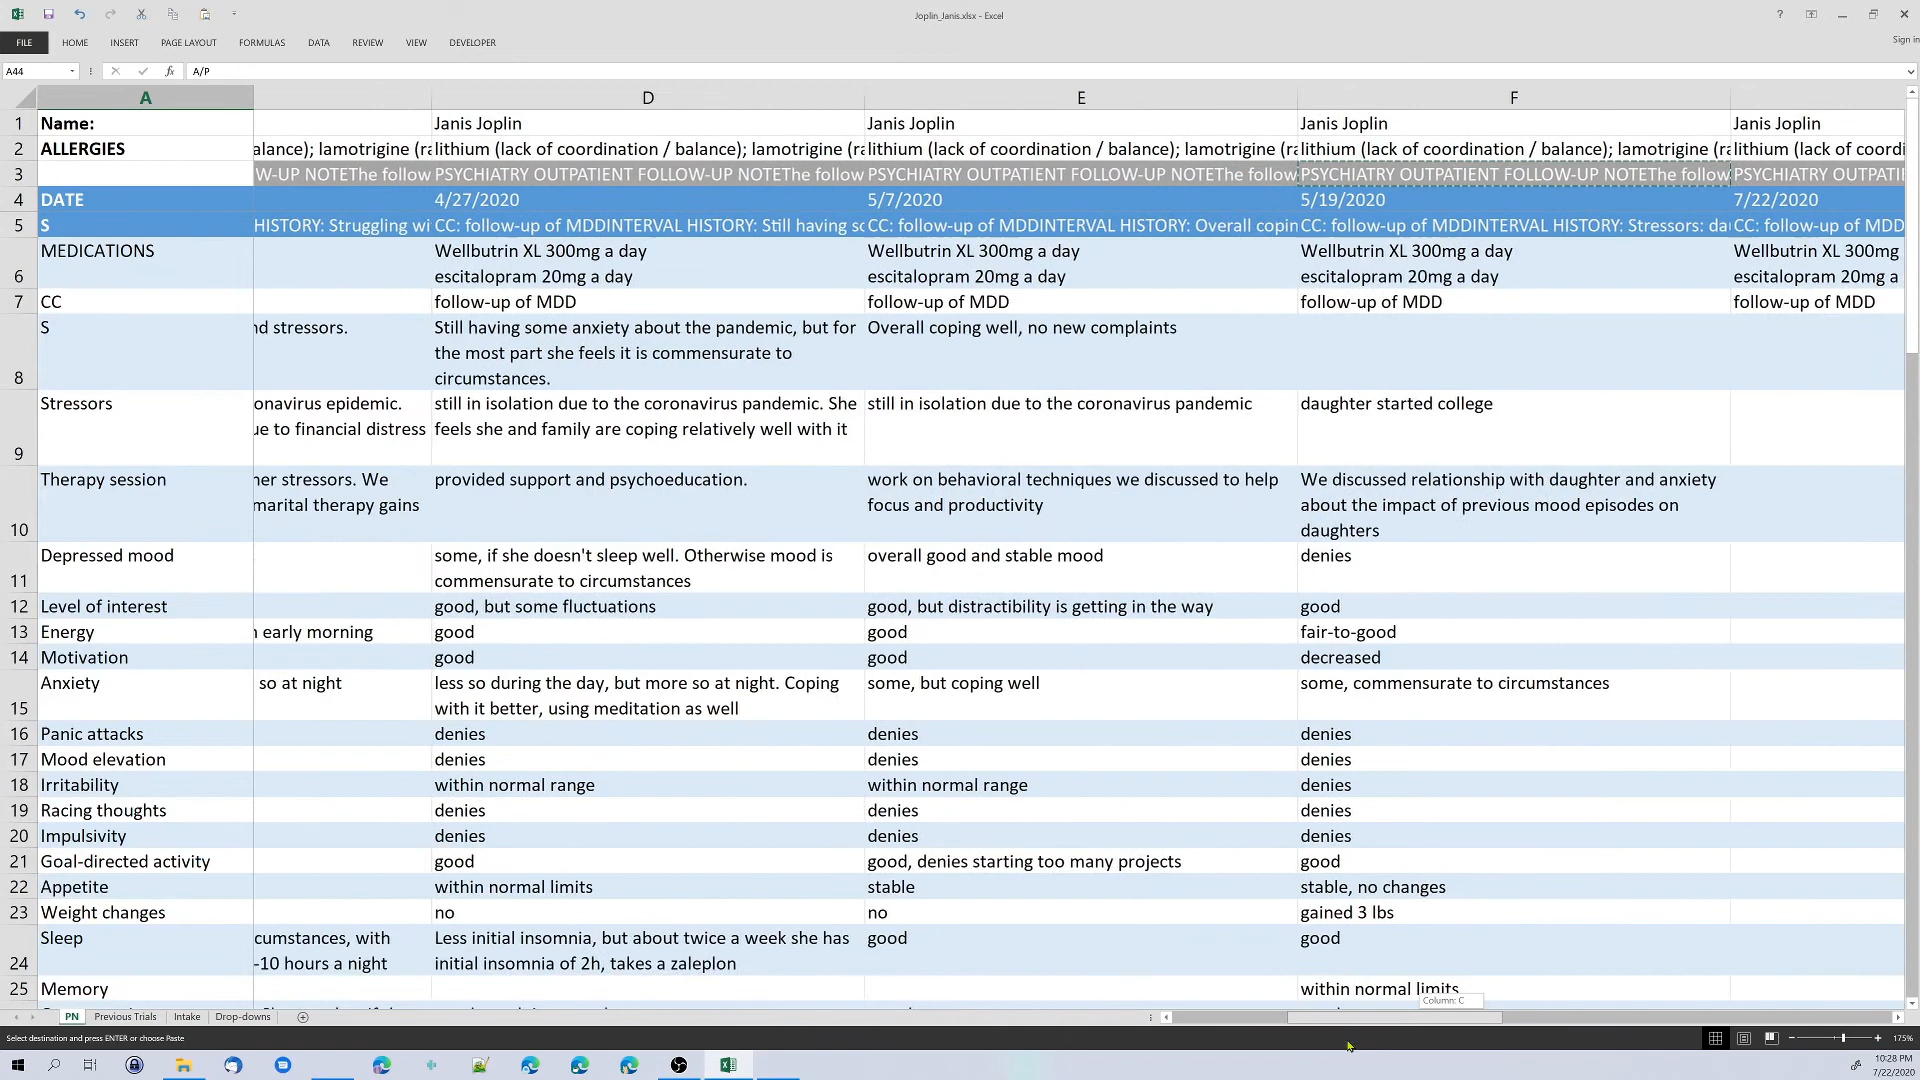 Joplin_Janis.xlsx - Excel
FILE HOME INSERT PAGE LAYOUT FORMULAS DATA REVIEW VIEW DEVELOPER
Sign in
A44 fx A/P
A D E F
1 Name: Janis Joplin Janis Joplin Janis Joplin Janis Joplin
2 ALLERGIES alance); lamotrigine (ra lithium (lack of coordination / balance); lamotrigine (ra lithium (lack of coordination / balance); lamotrigine (ra lithium (lack of coordination / balance); lamotrigine (ra lithium (lack of coordi
3 W-UP NOTEThe follow PSYCHIATRY OUTPATIENT FOLLOW-UP NOTEThe follow PSYCHIATRY OUTPATIENT FOLLOW-UP NOTEThe follow PSYCHIATRY OUTPATIENT FOLLOW-UP NOTEThe follow PSYCHIATRY OUTPATIE
4 DATE 4/27/2020 5/7/2020 5/19/2020 7/22/2020
5 S HISTORY: Struggling wi CC: follow-up of MDDINTERVAL HISTORY: Still having so CC: follow-up of MDDINTERVAL HISTORY: Overall copin CC: follow-up of MDDINTERVAL HISTORY: Stressors: da CC: follow-up of MDD
MEDICATIONS Wellbutrin XL 300mg a day Wellbutrin XL 300mg a day Wellbutrin XL 300mg a day Wellbutrin XL 300mg
6 escitalopram 20mg a day escitalopram 20mg a day escitalopram 20mg a day escitalopram 20mg a
7 CC follow-up of MDD follow-up of MDD follow-up of MDD follow-up of MDD
S nd stressors. Still having some anxiety about the pandemic, but for Overall coping well, no new complaints
the most part she feels it is commensurate to
8 circumstances.
Stressors onavirus epidemic. still in isolation due to the coronavirus pandemic. She still in isolation due to the coronavirus pandemic daughter started college
ue to financial distress feels she and family are coping relatively well with it
9
Therapy session her stressors. We provided support and psychoeducation. work on behavioral techniques we discussed to help We discussed relationship with daughter and anxiety
marital therapy gains focus and productivity about the impact of previous mood episodes on
10 daughters
Depressed mood some, if she doesn't sleep well. Otherwise mood is overall good and stable mood denies
11 commensurate to circumstances
12 Level of interest good, but some fluctuations good, but distractibility is getting in the way good
13 Energy n early morning good good fair-to-good
14 Motivation good good decreased
Anxiety so at night less so during the day, but more so at night. Coping some, but coping well some, commensurate to circumstances
15 with it better, using meditation as well
16 Panic attacks denies denies denies
17 Mood elevation denies denies denies
18 Irritability within normal range within normal range denies
19 Racing thoughts denies denies denies
20 Impulsivity denies denies denies
21 Goal-directed activity good good, denies starting too many projects good
22 Appetite within normal limits stable stable, no changes
23 Weight changes no no gained 3 lbs
Sleep cumstances, with Less initial insomnia, but about twice a week she has good good
24 -10 hours a night initial insomnia of 2h, takes a zaleplon
25 Memory within normal limits
Column: C
PN Previous Trials Intake Drop-downs
Select destination and press ENTER or choose Paste
175%
10:28 PM
7/22/2020